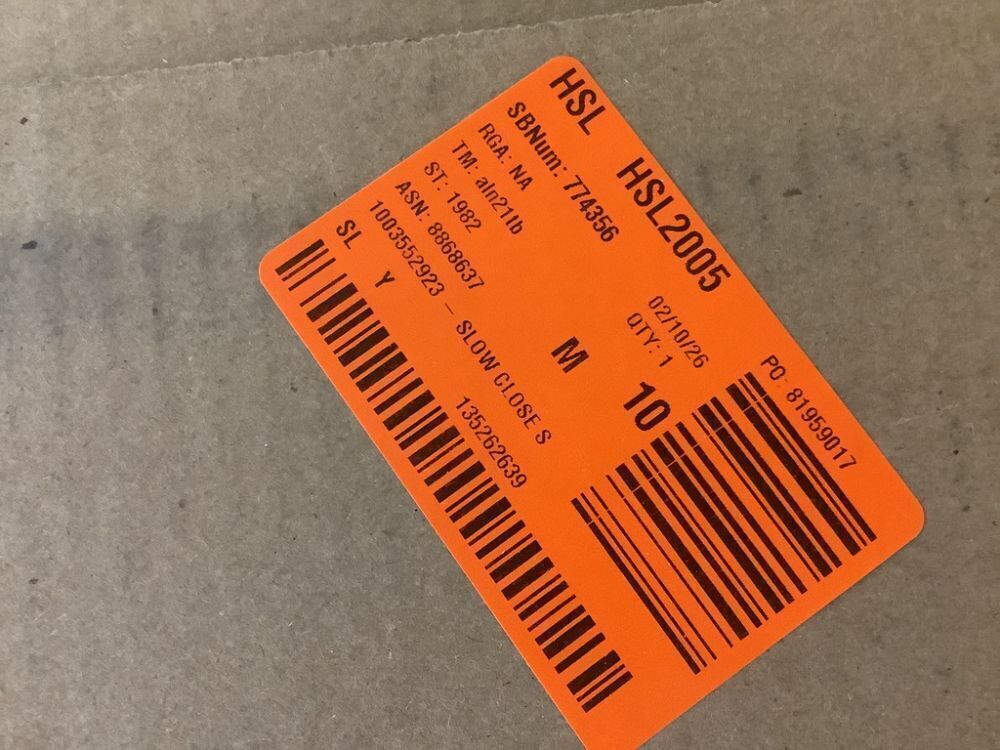 HSL HSL2005
SBNum: 774356
RGA: NA 02/10/26
TM: aln21tb QTY: 1
ST: 1982 PO: 81959017
ASN: 8868637 M 10
1003552923 – SLOW CLOSE S
SL Y 135262639